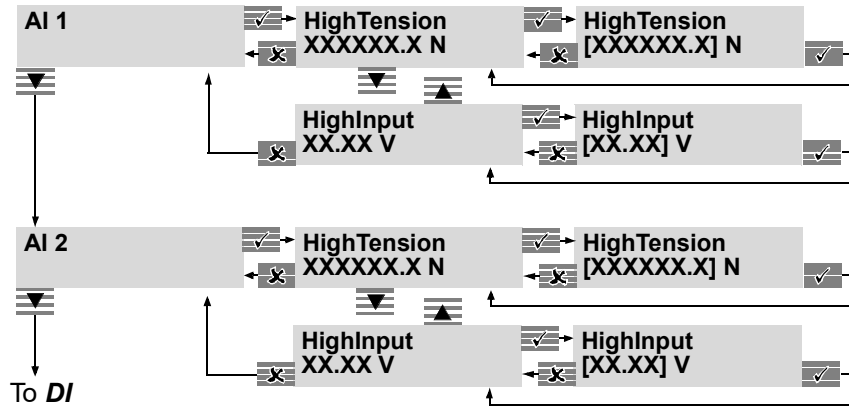 AI 1
HighTension
XXXXXX.X N
HighTension
[XXXXXX.X] N
HighInput
XX.XX V
HighInput
[XX.XX] V
AI 2
HighTension
XXXXXX.X N
HighTension
[XXXXXX.X] N
HighInput
XX.XX V
HighInput
[XX.XX] V
To DI